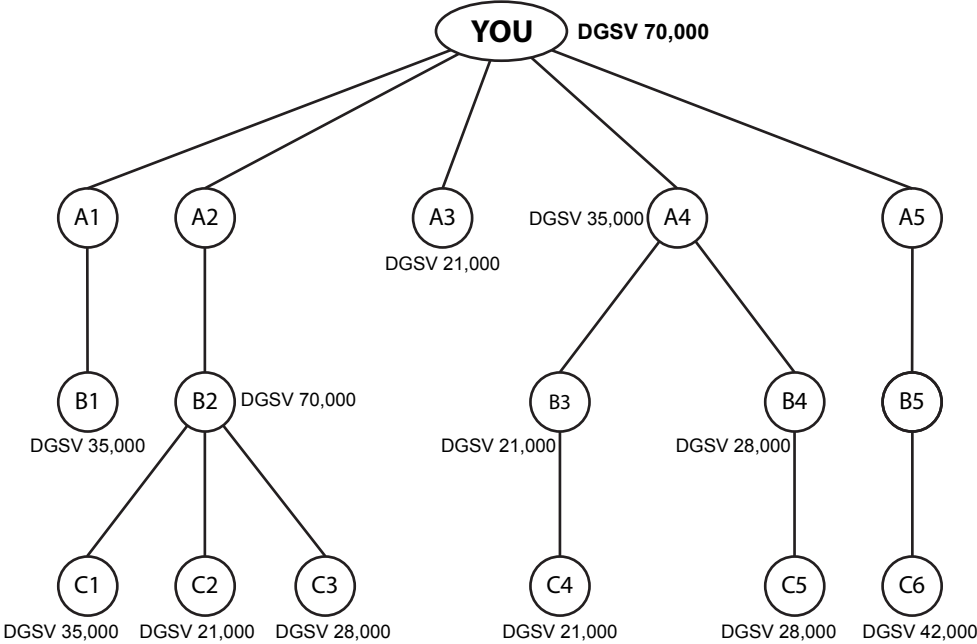 YOU DGSV 70,000
A1 A2 A3 DGSV 35,000 A4 A5
DGSV 21,000
B1 B2 DGSV 70,000 B3 B4 B5
DGSV 35,000 DGSV 21,000 DGSV 28,000
C1 C2 C3 C4 C5 C6
DGSV 35,000 DGSV 21,000 DGSV 28,000 DGSV 21,000 DGSV 28,000 DGSV 42,000